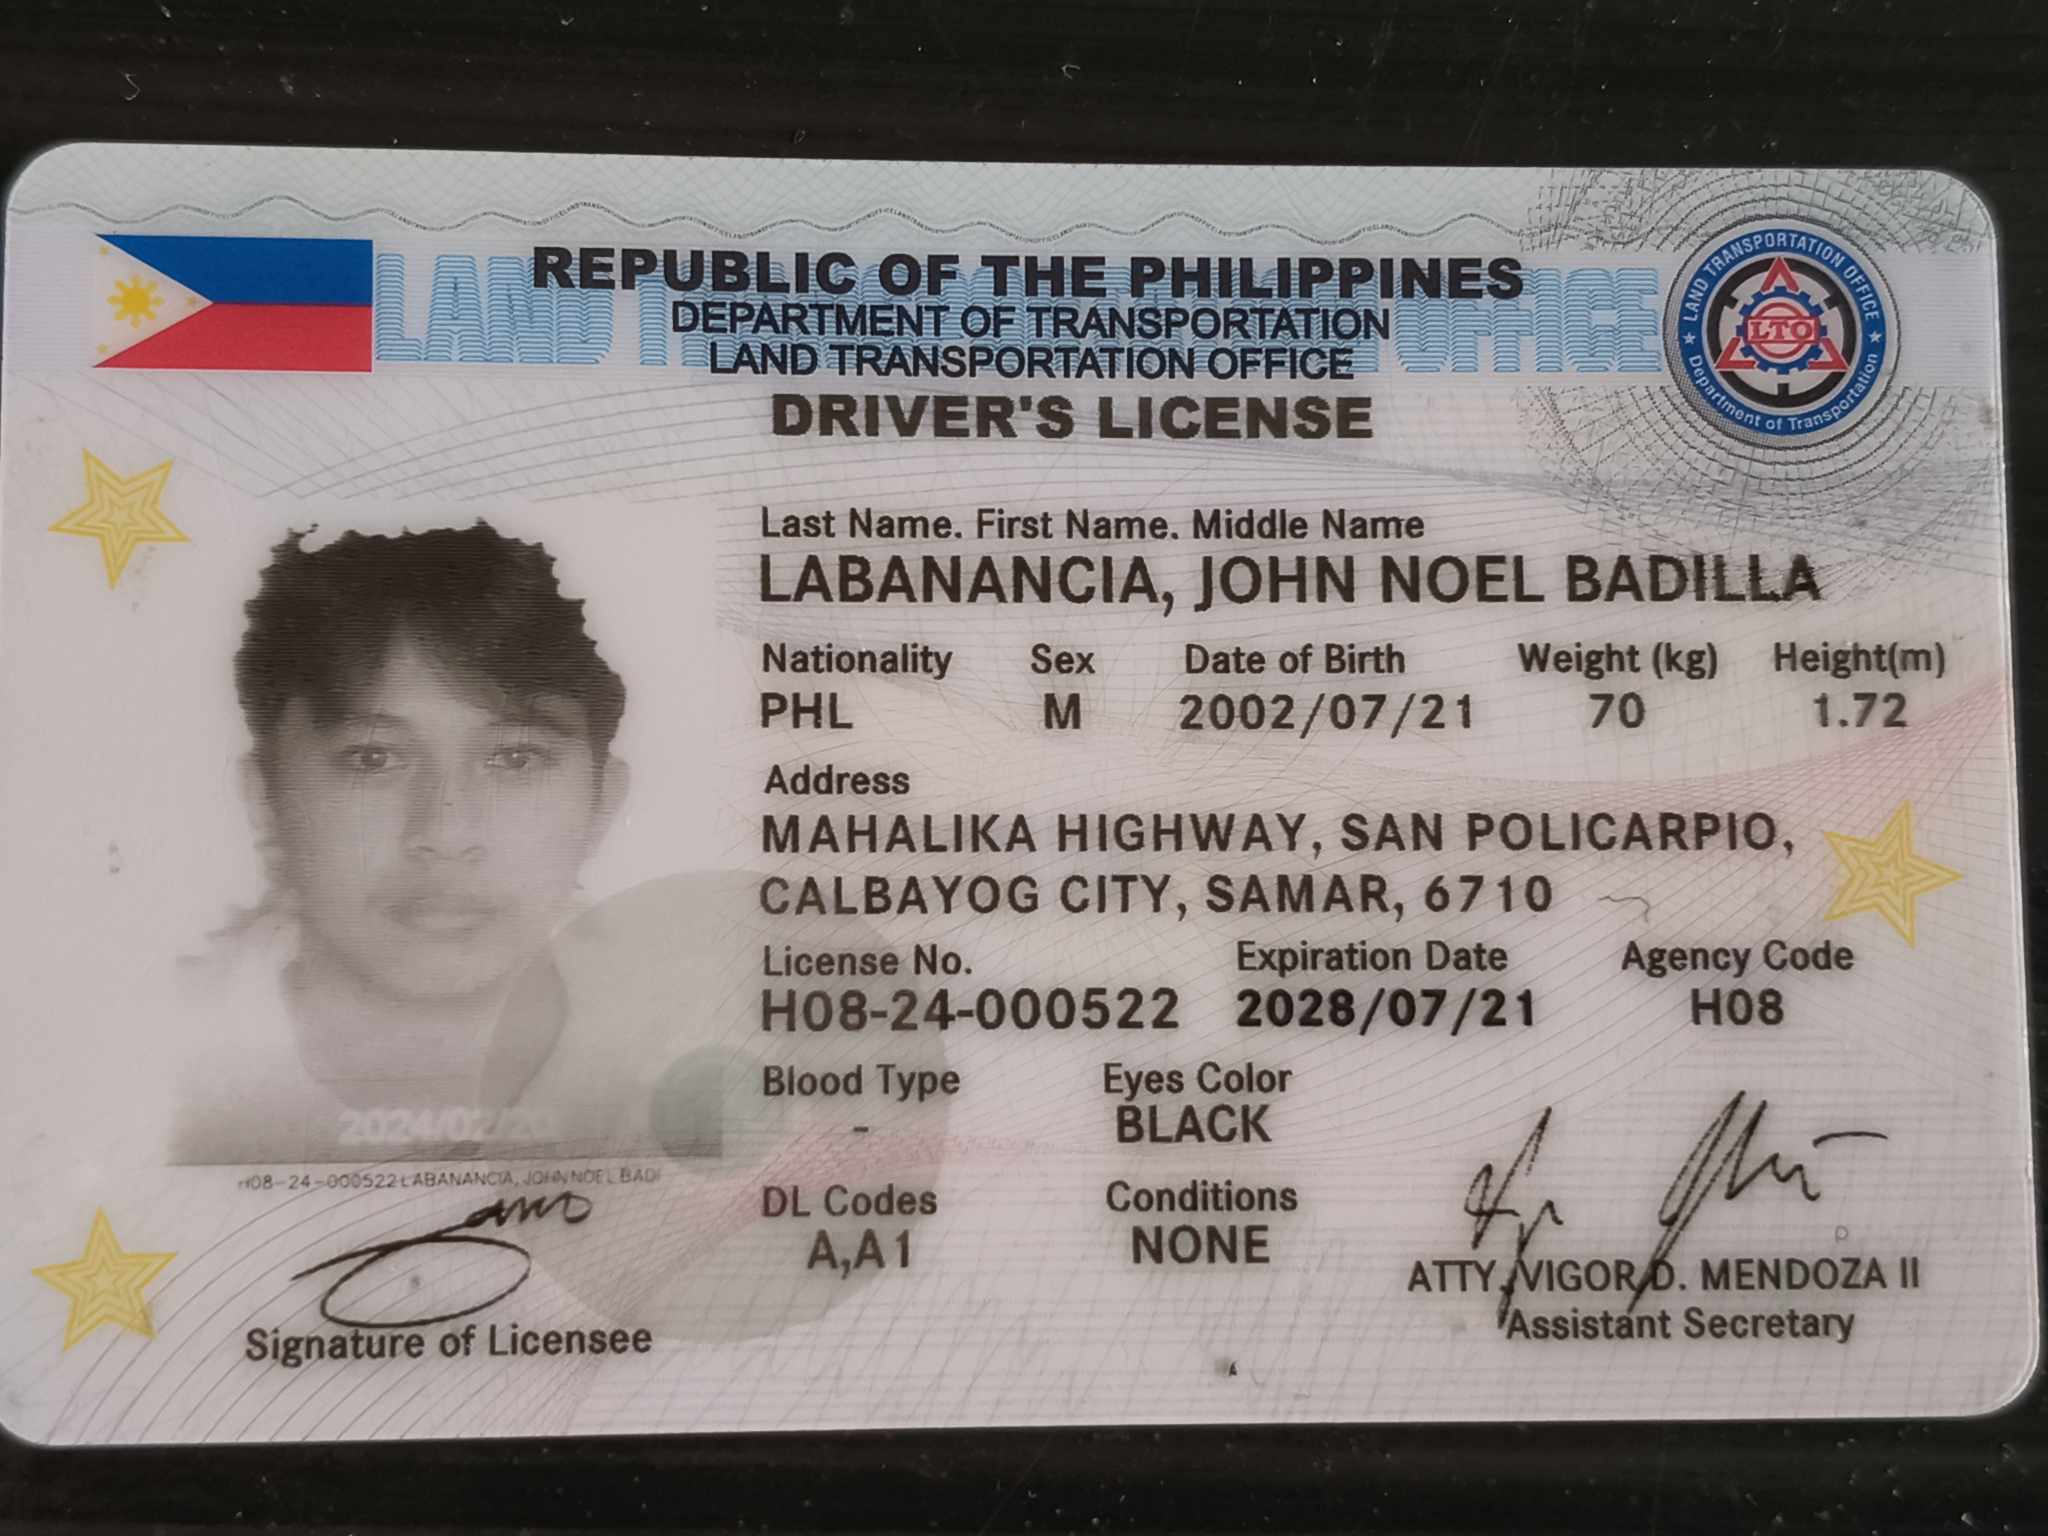 REPUBLIC OF THE PHILIPPINES
DEPARTMENT OF TRANSPORTATION
LAND TRANSPORTATION OFFICE
DRIVER'S LICENSE
LAND TRANSPORTATION OFFICE
LTO
Department of Transportation
Last Name. First Name. Middle Name
LABANANCIA, JOHN NOEL BADILLA
Nationality Sex Date of Birth Weight (kg) Height(m)
PHL M 2002/07/21 70 1.72
Address
MAHALIKA HIGHWAY, SAN POLICARPIO,
CALBAYOG CITY, SAMAR, 6710
License No. Expiration Date Agency Code
H08-24-000522 2028/07/21 H08
Blood Type Eyes Color
- BLACK
DL Codes Conditions
A,A1 NONE
2024/02/20
H08-24-000522 LABANANCIA, JOHN NOEL BADI
Signature of Licensee
ATTY. VIGOR D. MENDOZA II
Assistant Secretary